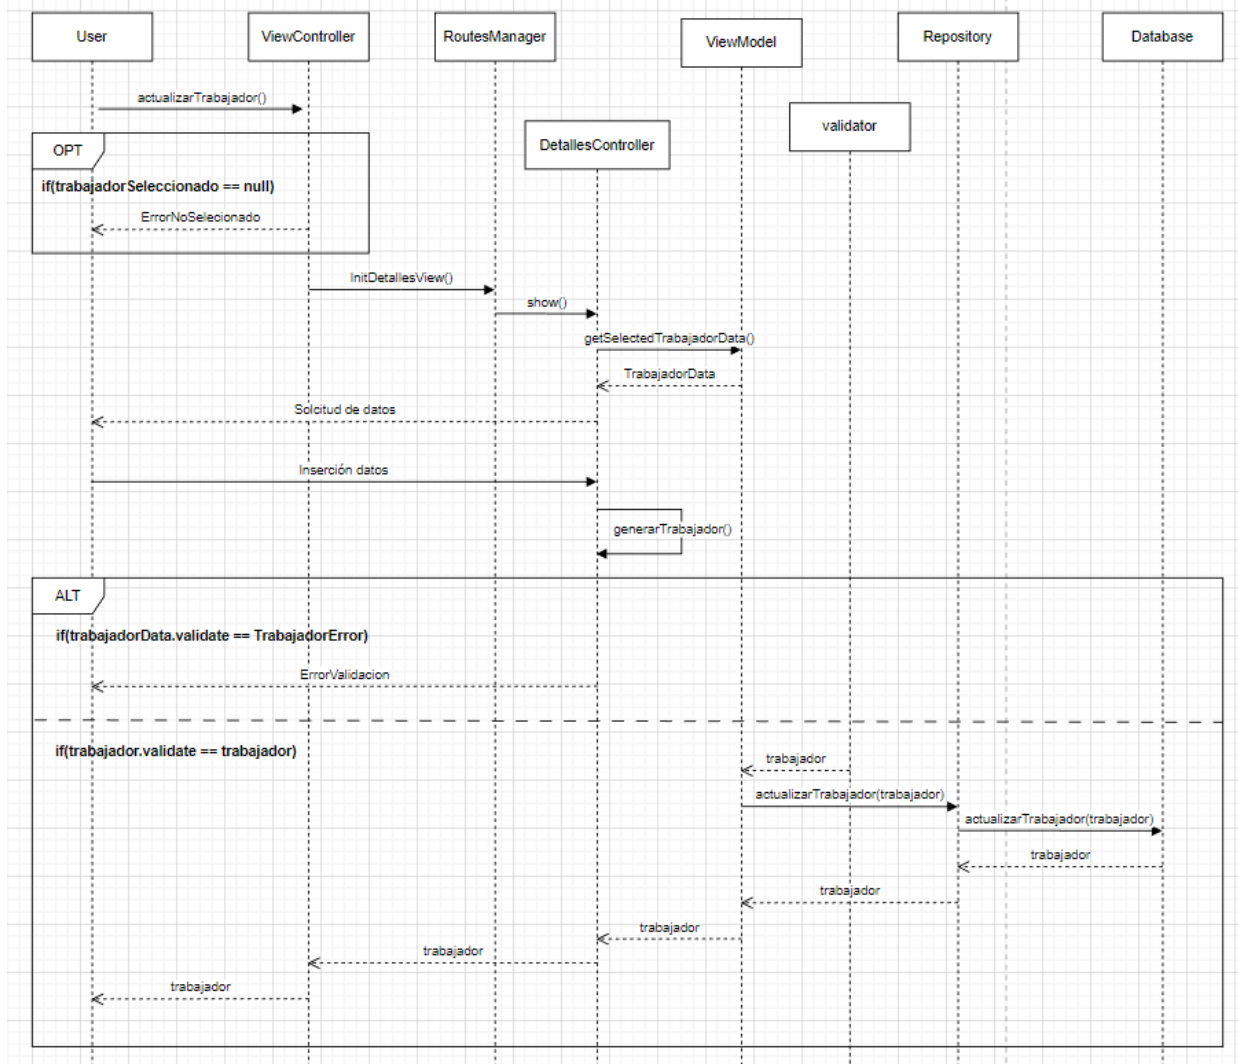 User
ViewController
RoutesManager
ViewModel
Repository
Database
actualizarTrabajador()
validator
DetallesController
OPT
if(trabajadorSeleccionado == null)
ErrorNoSelecionado
InitDetallesView()
show()
getSelectedTrabajadorData()
TrabajadorData
Solcitud de datos
Inserción datos
generarTrabajador()
ALT
if(trabajadorData.validate == TrabajadorError)
ErrorValidacion
if(trabajador.validate == trabajador)
trabajador
actualizarTrabajador(trabajador)
actualizarTrabajador(trabajador)
trabajador
trabajador
trabajador
trabajador
trabajador